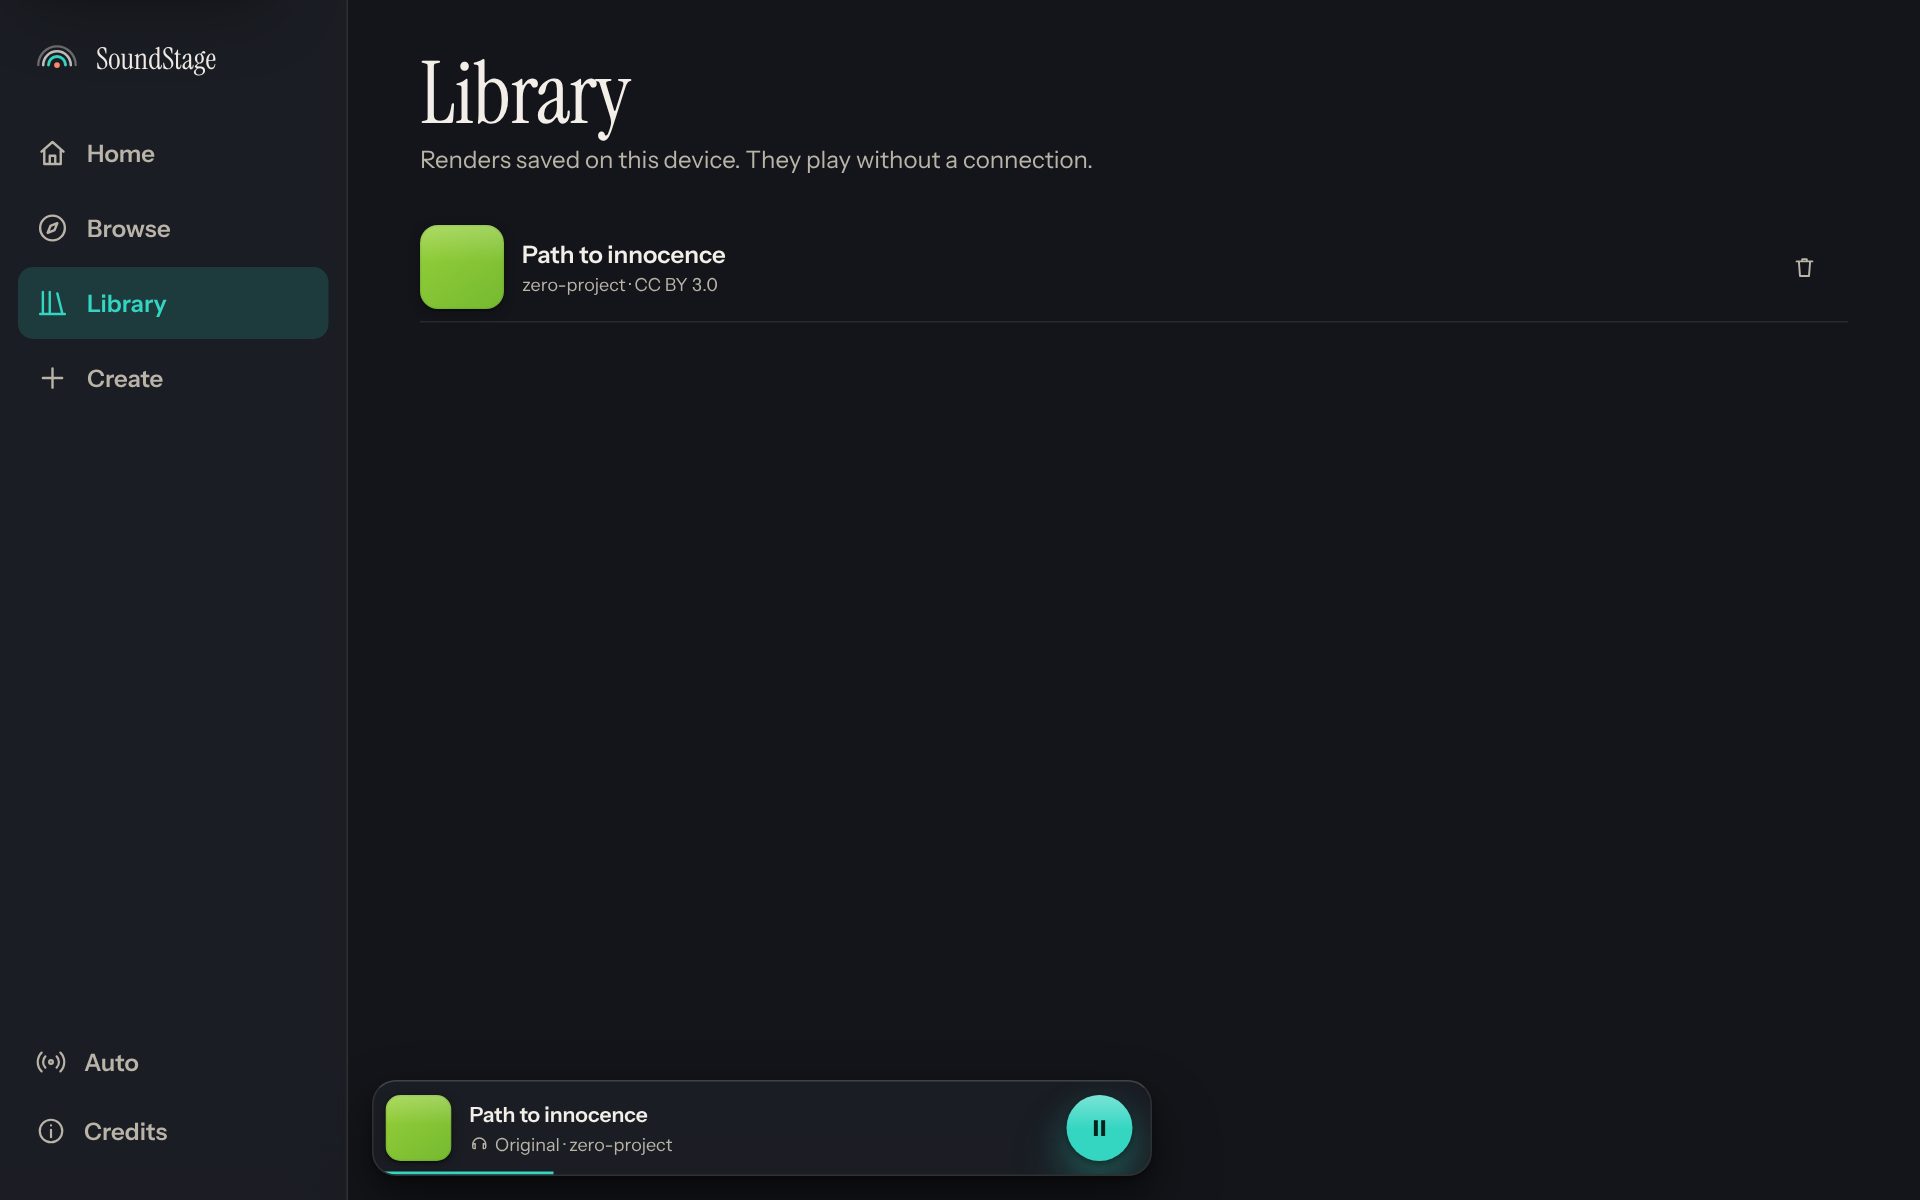 SoundStage
Home
Browse
Library
Create
Auto
Credits
Library
Renders saved on this device. They play without a connection.
Path to innocence
zero-project · CC BY 3.0
Path to innocence
Original · zero-project